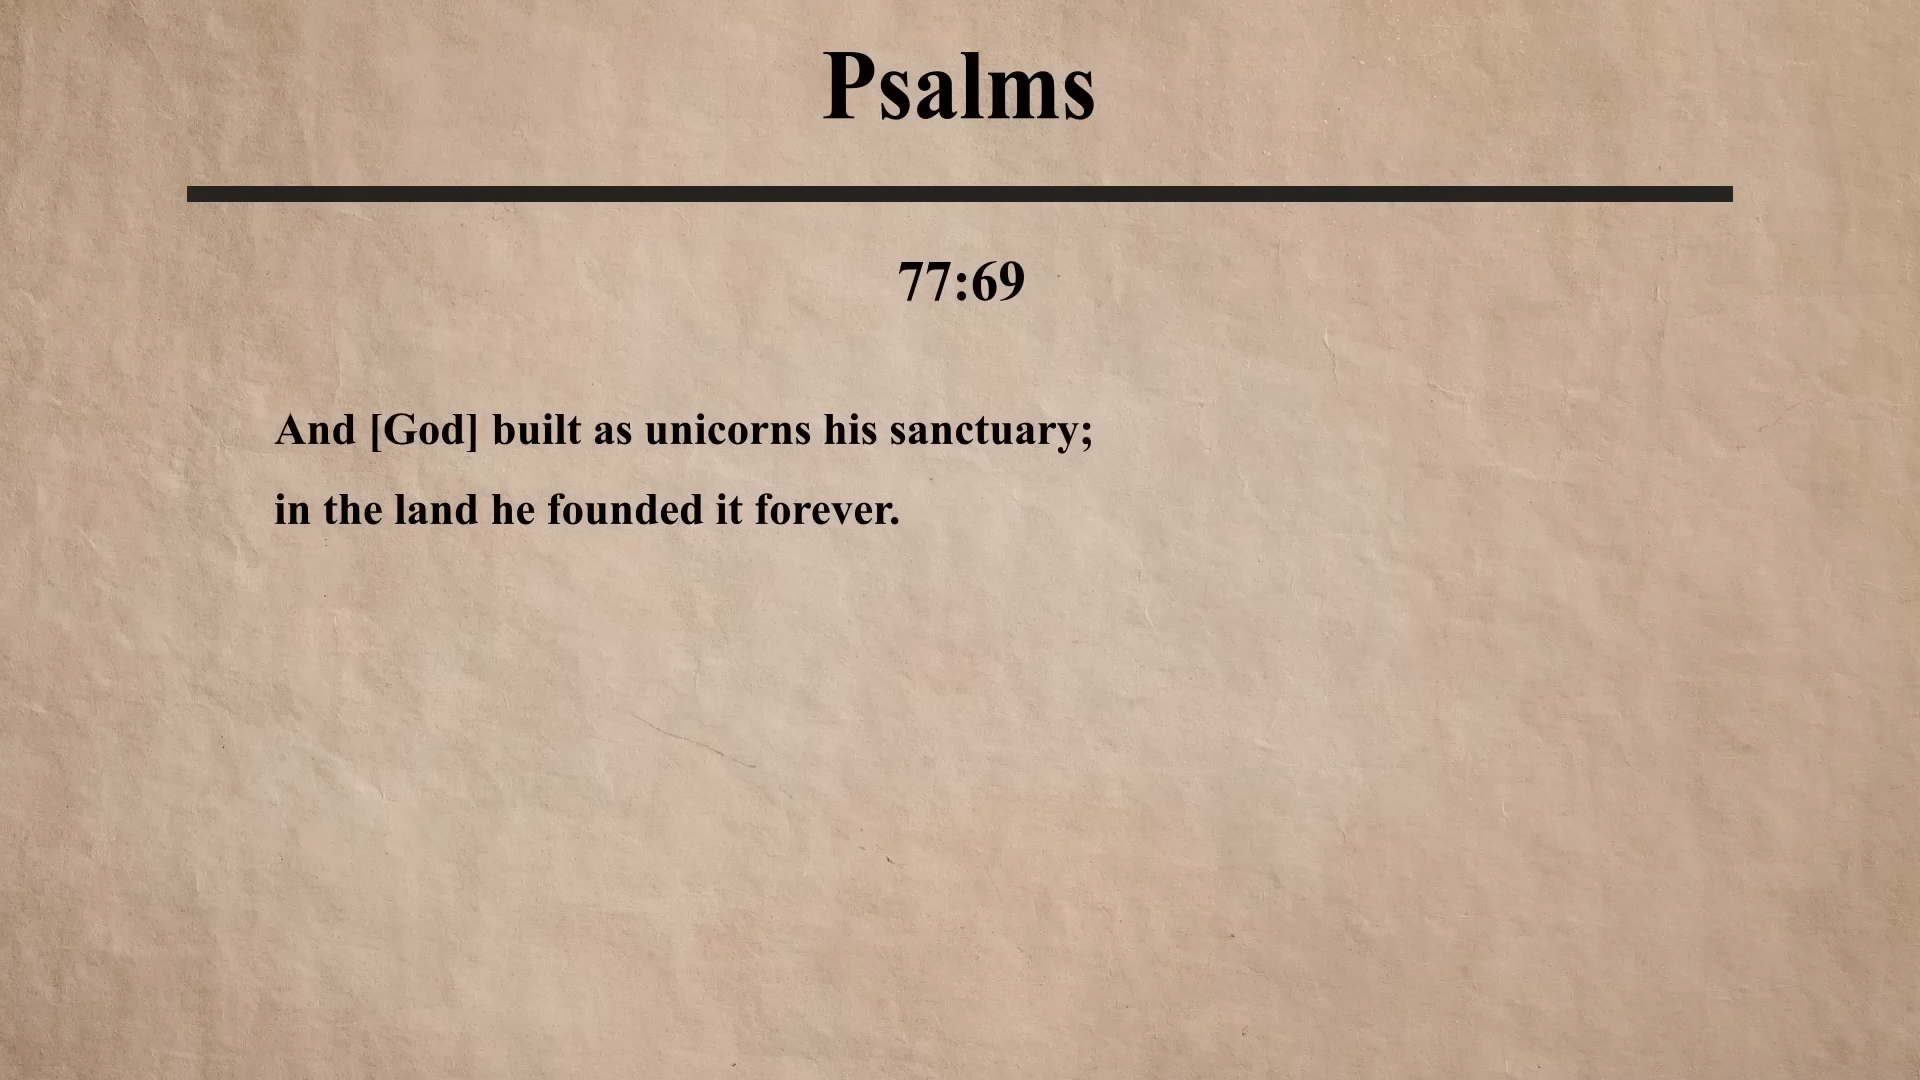 Psalms
77:69
And [God] built as unicorns his sanctuary;
in the land he founded it forever.